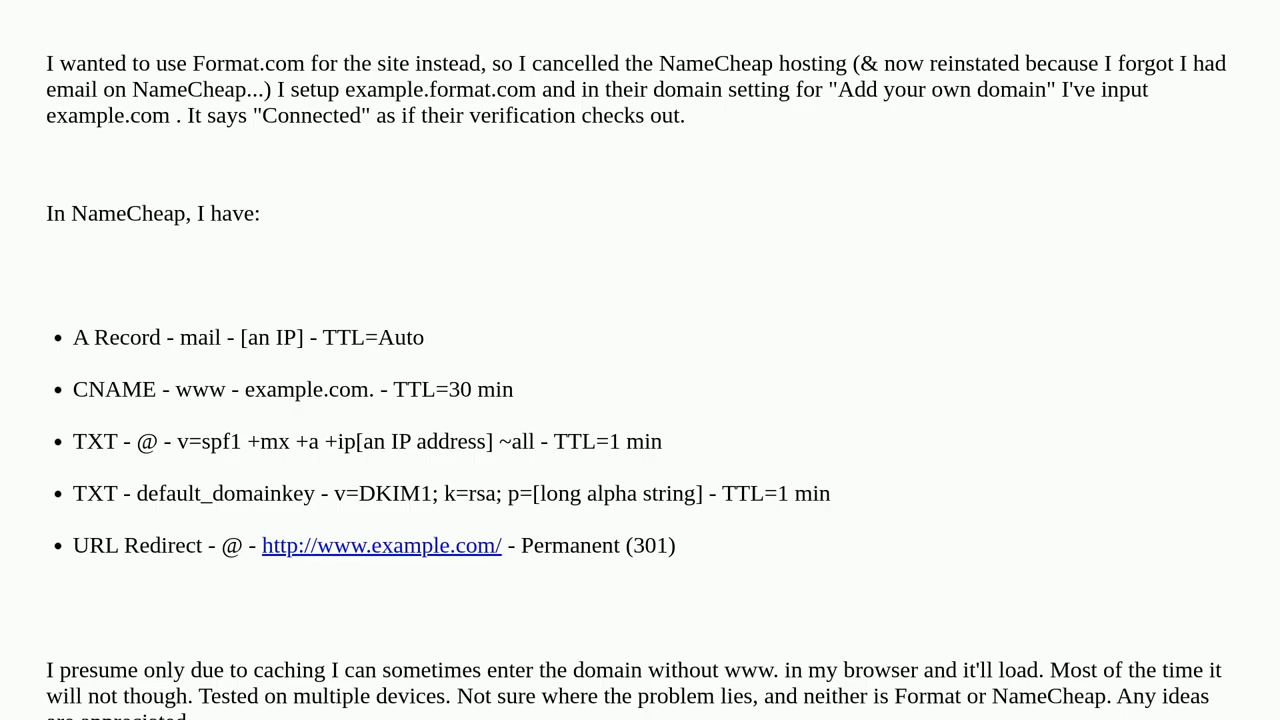 I wanted to use Format.com for the site instead, so I cancelled the NameCheap hosting (& now reinstated because I forgot I had
email on NameCheap...) I setup example.format.com and in their domain setting for "Add your own domain" I've input
example.com . It says "Connected" as if their verification checks out.
In NameCheap, I have:
• A Record - mail - [an IP] - TTL=Auto
• CNAME - www - example.com. - TTL=30 min
• TXT - @ - v=spf1 +mx +a +ip[an IP address] ~all - TTL=1 min
• TXT - default_domainkey - v=DKIM1; k=rsa; p=[long alpha string] - TTL=1 min
• URL Redirect - @ - http://www.example.com/ - Permanent (301)
I presume only due to caching I can sometimes enter the domain without www. in my browser and it'll load. Most of the time it
will not though. Tested on multiple devices. Not sure where the problem lies, and neither is Format or NameCheap. Any ideas
are appreciated